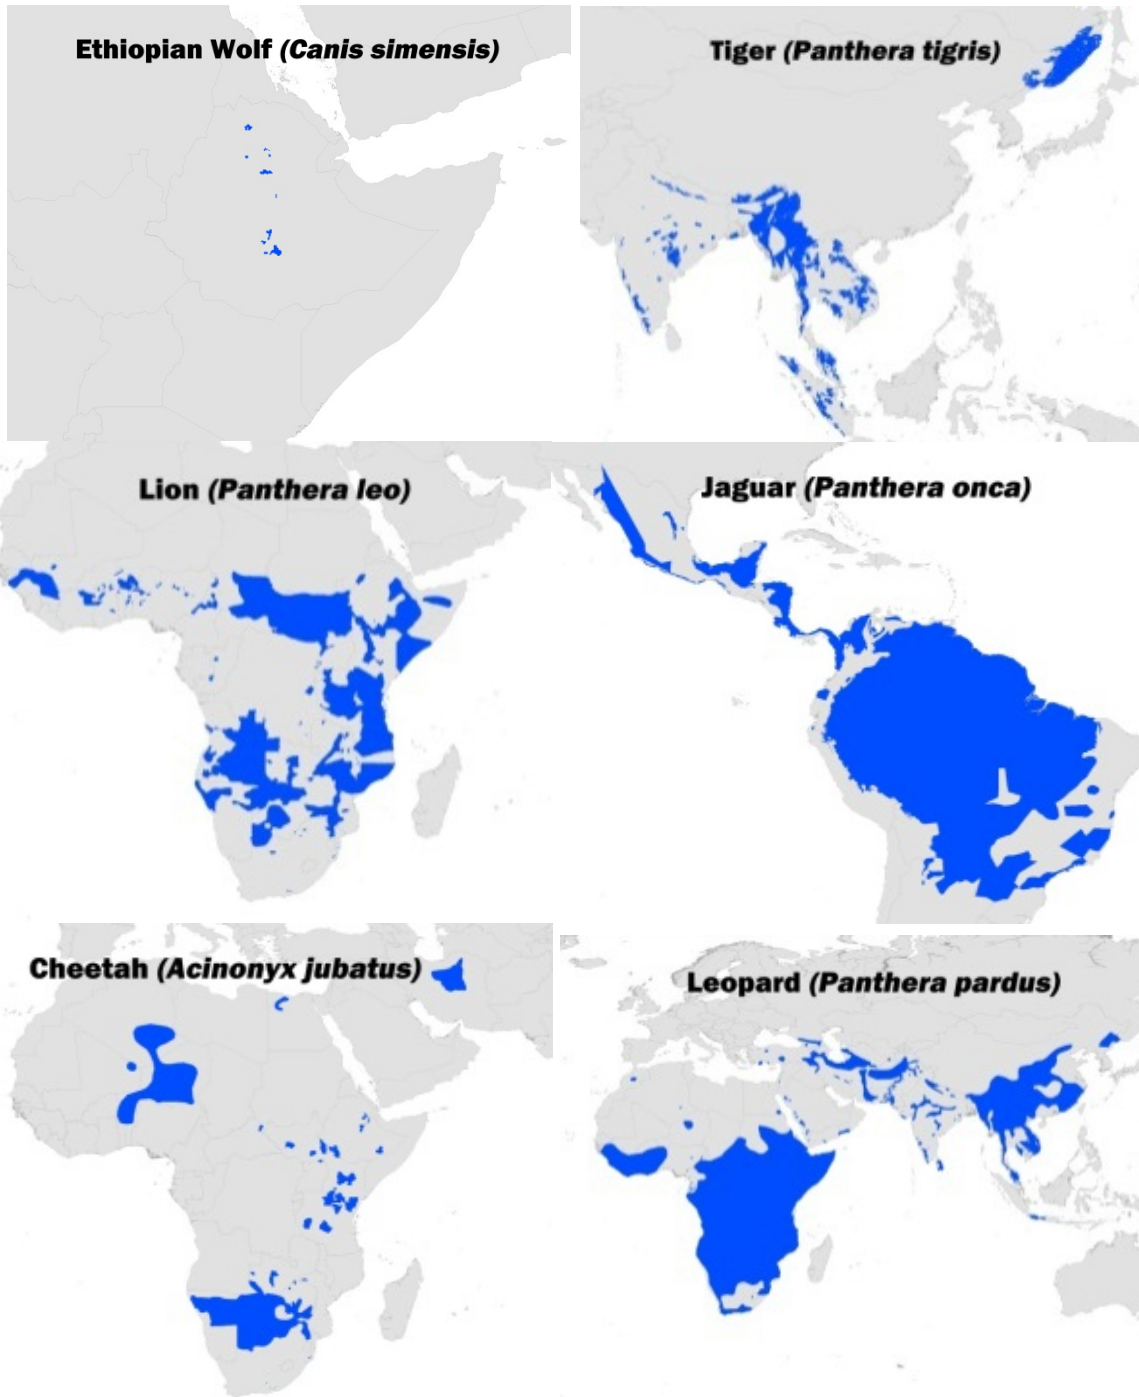 Ethiopian Wolf (Canis simensis)
Tiger (Panthera tigris)
Lion (Panthera leo)
Jaguar (Panthera onca)
Cheetah (Acinonyx jubatus)
Leopard (Panthera pardus)